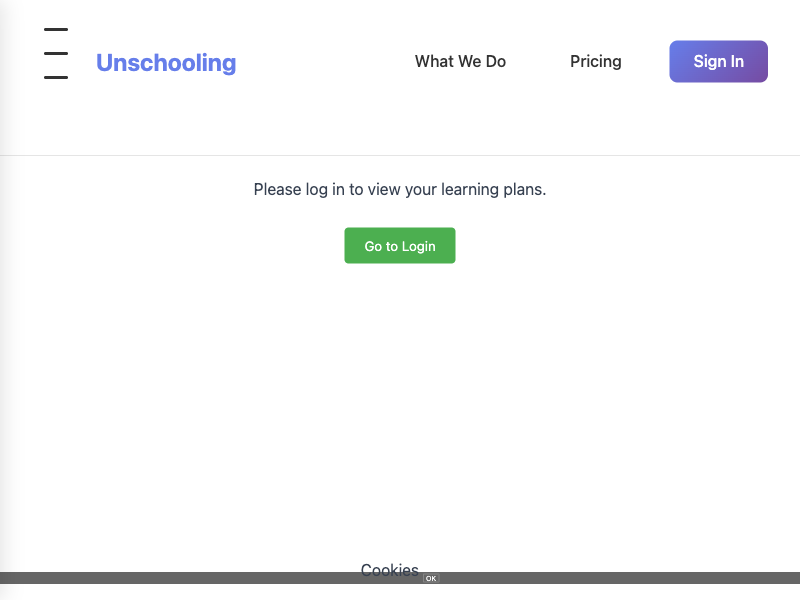 Unschooling
What We Do
Pricing
Sign In
Please log in to view your learning plans.
Go to Login
Cookies
OK